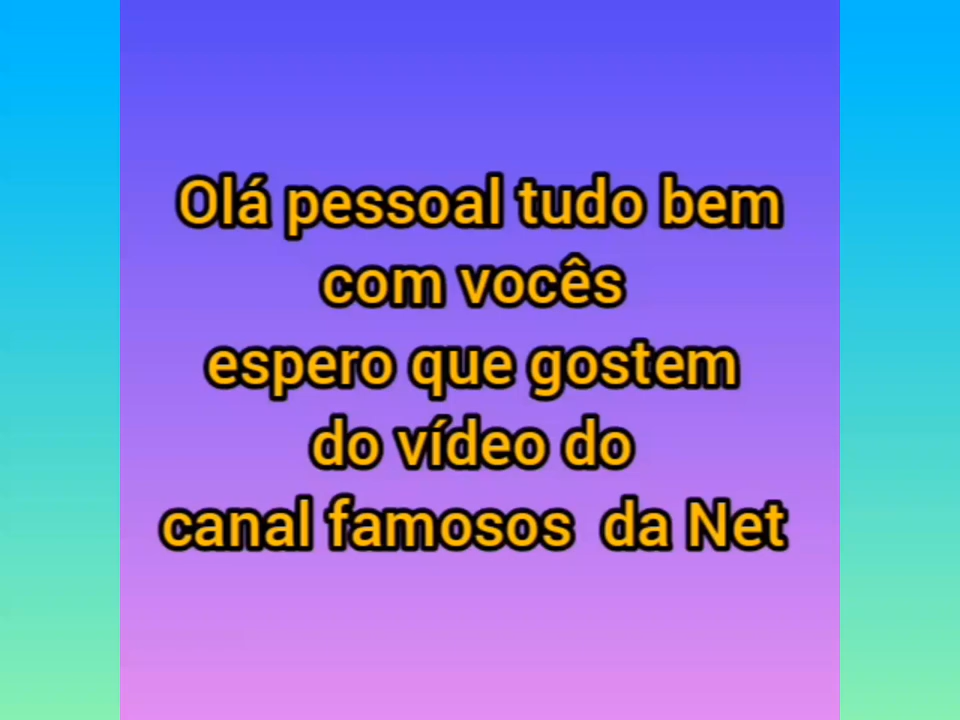 Olá pessoal tudo bem
com vocês
espero que gostem
do vídeo do
canal famosos da Net